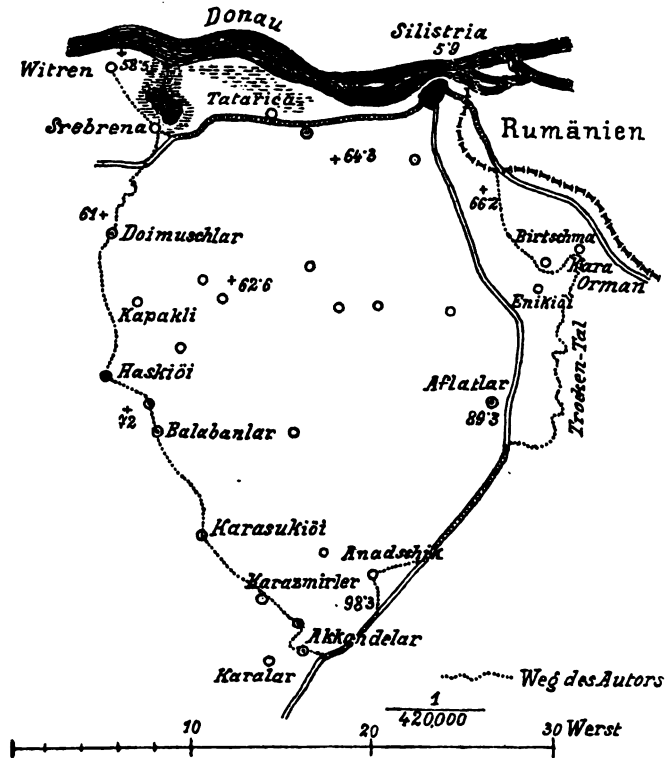 Donau
Silistria
5·9
Witren
58·5
Tatarica
Srebrena
Rumänien
64·3
66·2
61
Doimuschlar
Birtschma
Kara
Orman
62·6
Enikiöi
Kapakli
Trocken-Tal
Haskiöi
Aflatlar
72
89·3
Balabanlar
Karasukiöi
Anadschik
Karazmirler
98·3
Akkandelar
Karalar
Weg des Autors
1
420,000
10
20
30 Werst